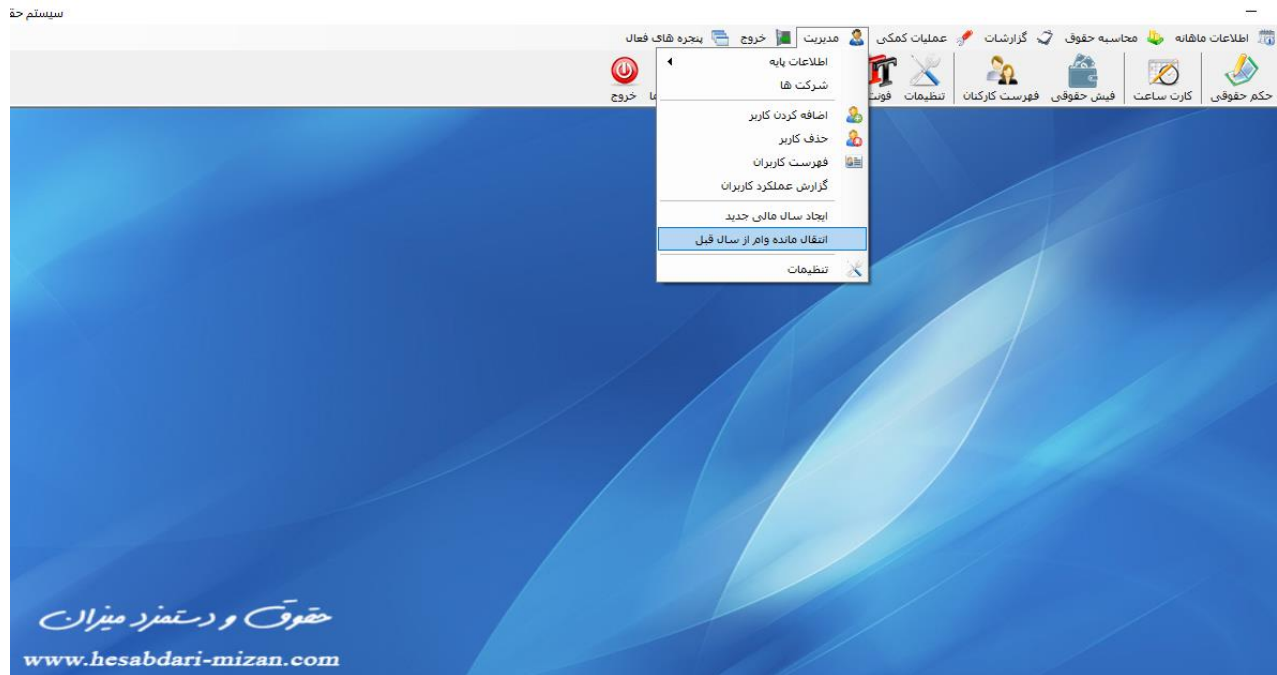 سیستم حق
اطلاعات ماهانه محاسبه حقوق گزارشات عملیات کمکی مدیریت خروج پنجره های فعال
حکم حقوقی کارت ساعت فیش حقوقی فهرست کارکنان تنظیمات فونت ما خروج
اطلاعات پایه
شرکت ها
اضافه کردن کاربر
حذف کاربر
فهرست کاربران
گزارش عملکرد کاربران
ایجاد سال مالی جدید
انتقال مانده وام از سال قبل
تنظیمات
حقوق و دستمزد میزان
www.hesabdari-mizan.com